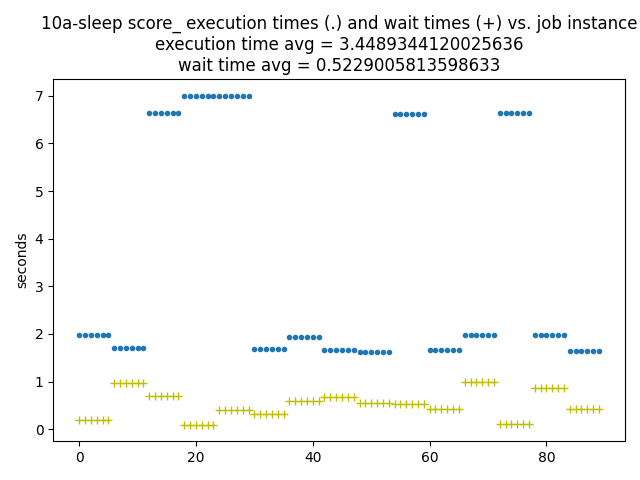 10a-sleep score_ execution times (.) and wait times (+) vs. job instance
execution time avg = 3.4489344120025636
wait time avg = 0.5229005813598633
7
6
5
4
3
2
1
0
seconds
0 20 40 60 80